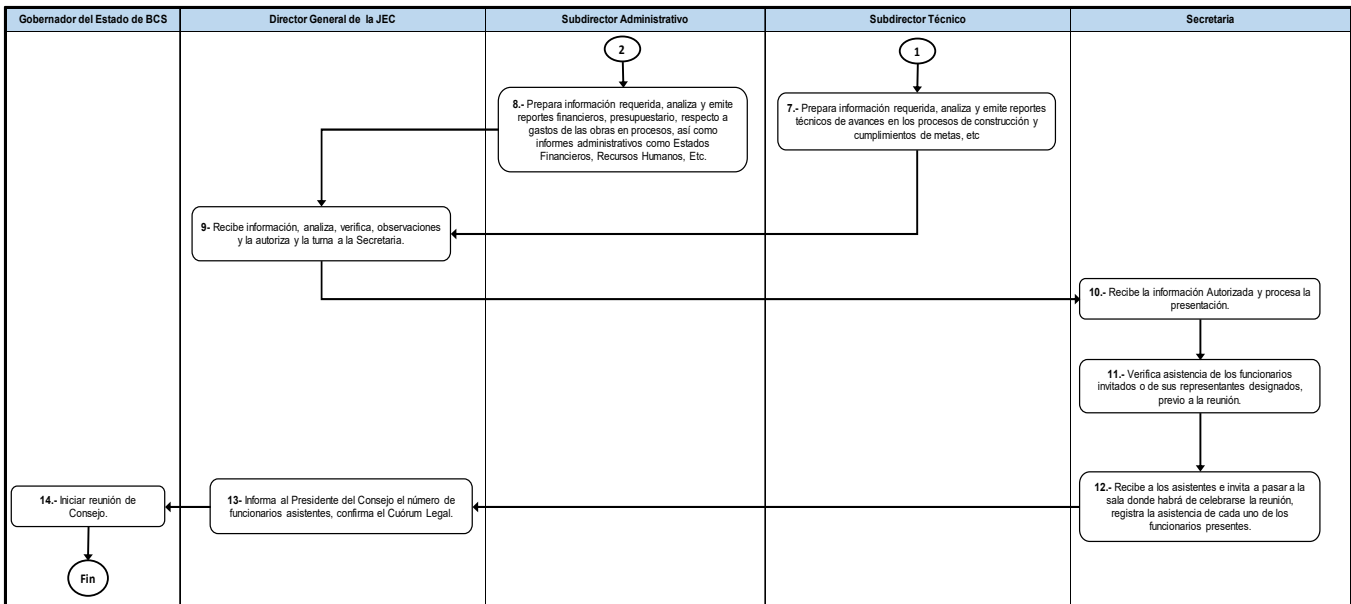 Gobernador del Estado de BCS
Director General de la JEC
Subdirector Administrativo
Subdirector Técnico
Secretaria
2
1
8.- Prepara información requerida, analiza y emite
reportes financieros, presupuestario, respecto a
gastos de las obras en procesos, así como
informes administrativos como Estados
Financieros, Recursos Humanos, Etc.
7.- Prepara información requerida, analiza y emite reportes
técnicos de avances en los procesos de construcción y
cumplimientos de metas, etc
9- Recibe información, analiza, verifica, observaciones
y la autoriza y la turna a la Secretaria.
10.- Recibe la información Autorizada y procesa la
presentación.
11.- Verifica asistencia de los funcionarios
invitados o de sus representantes designados,
previo a la reunión.
12.- Recibe a los asistentes e invita a pasar a la
sala donde habrá de celebrarse la reunión,
registra la asistencia de cada uno de los
funcionarios presentes.
13- Informa al Presidente del Consejo el número de
funcionarios asistentes, confirma el Cuórum Legal.
14.- Iniciar reunión de
Consejo.
Fin